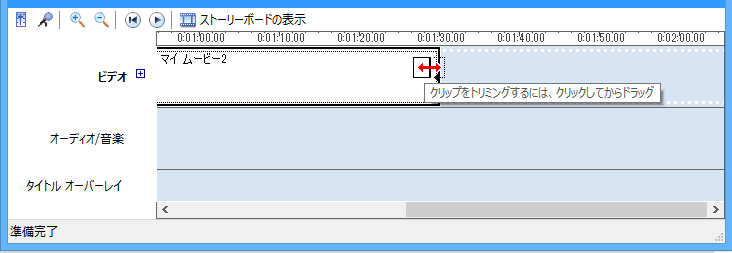 ストーリーボードの表示
0:01:00.00 0:01:10.00 0:01:20.00 0:01:30.00 0:01:40.00 0:01:50.00 0:02:00.00
マイ ムービー2
ビデオ
クリップをトリミングするには、クリックしてからドラッグ
オーディオ/音楽
タイトル オーバーレイ
準備完了